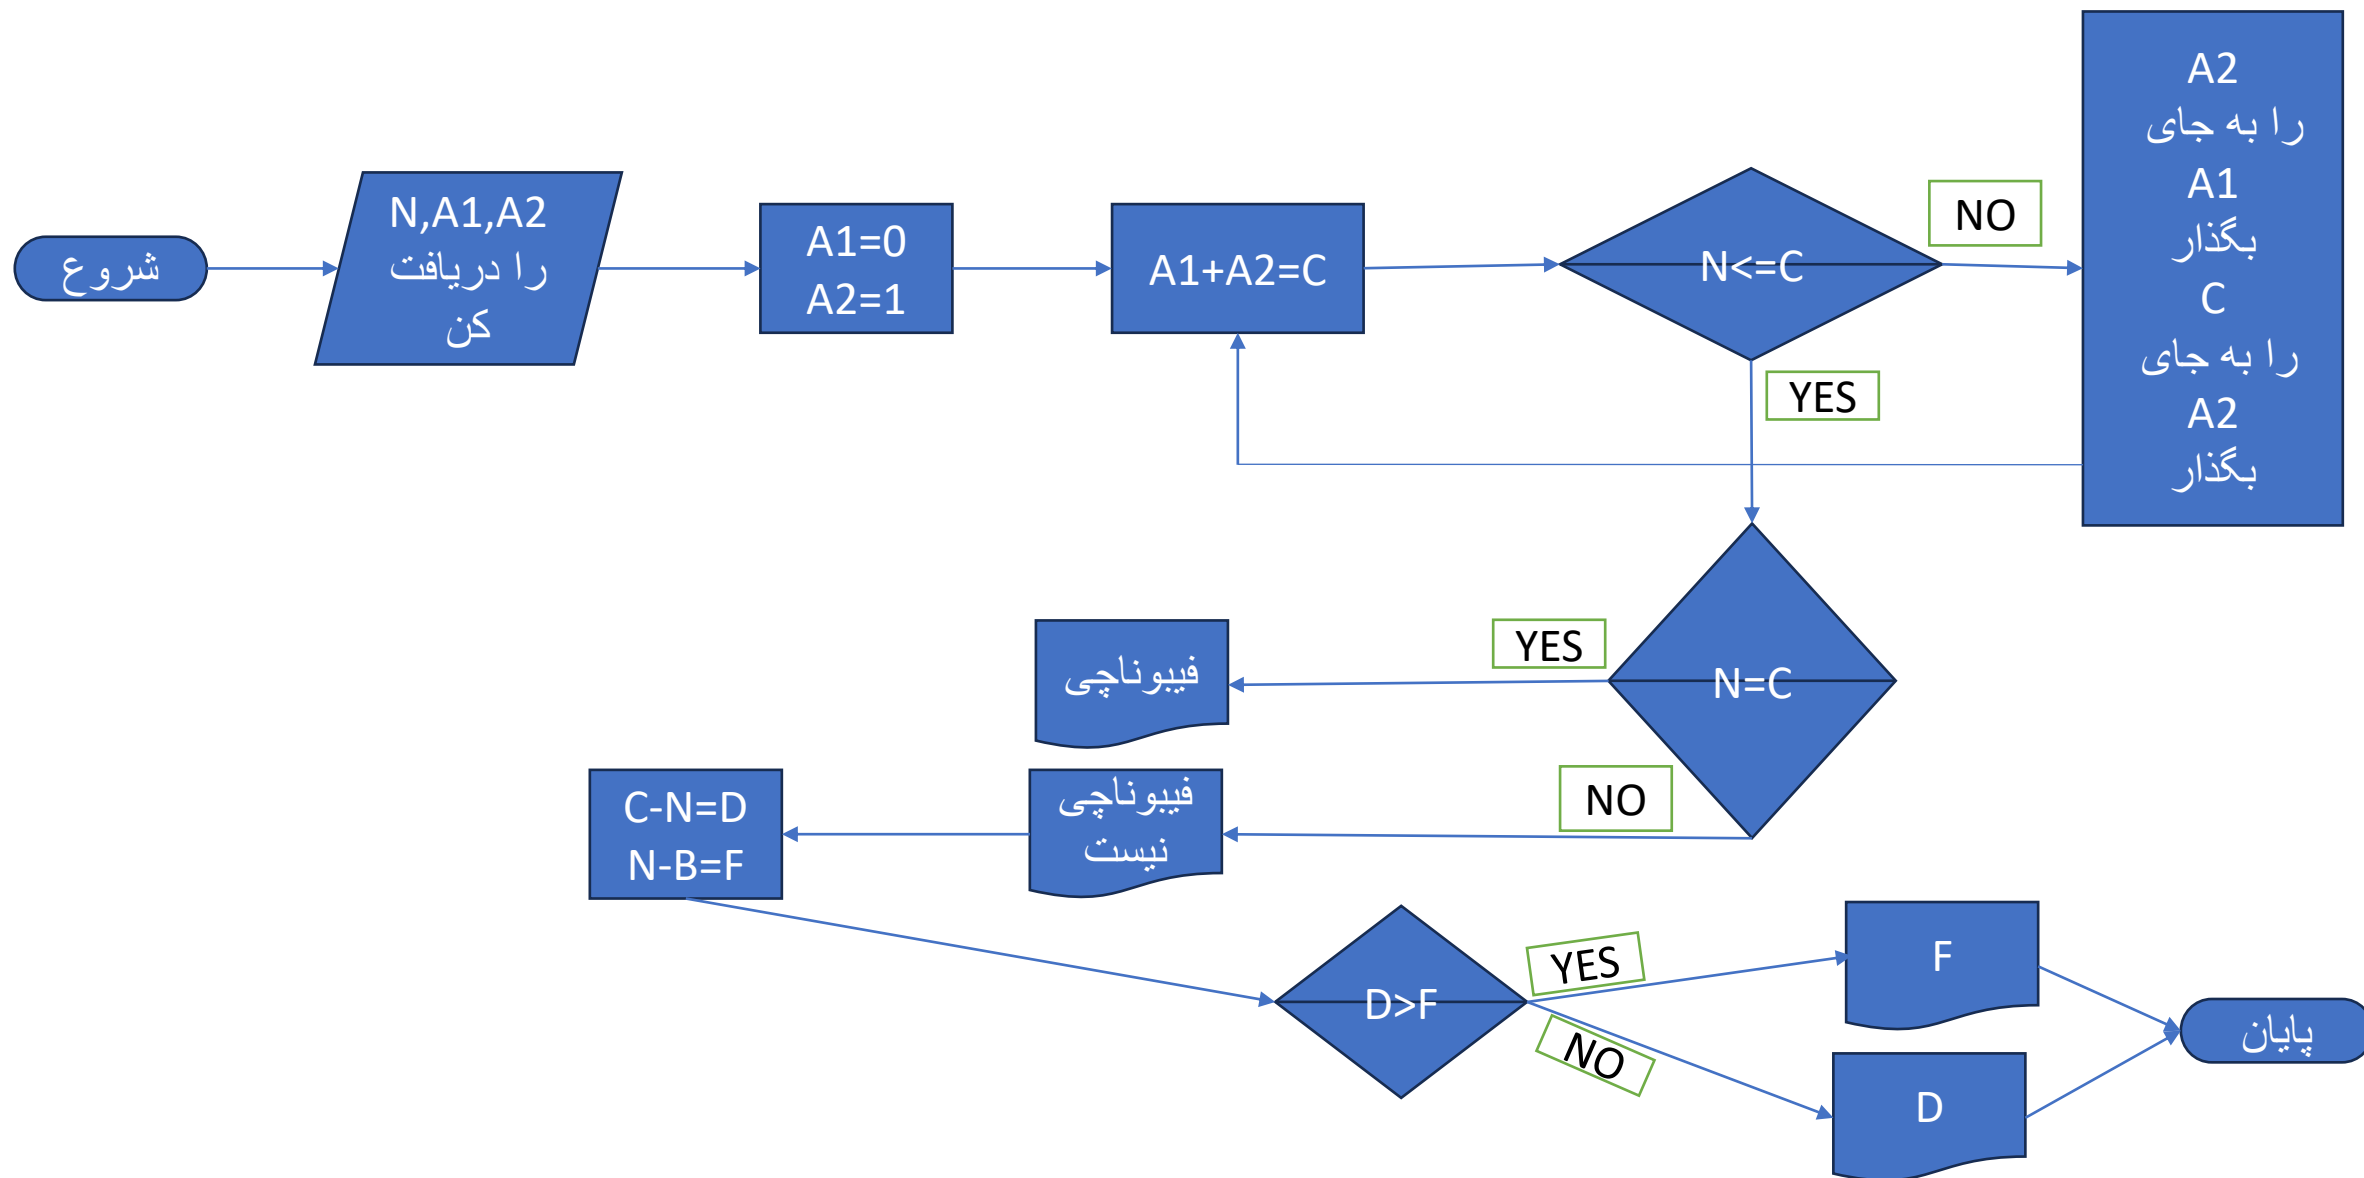 شروع
N,A1,A2
را دریافت
کن
A1=0
A2=1
A1+A2=C
N<=C
NO
A2
را به جای
A1
بگذار
C
را به جای
A2
بگذار
YES
N=C
YES
فیبوناچی
NO
فیبوناچی
نیست
C-N=D
N-B=F
D>F
YES
F
NO
D
پایان